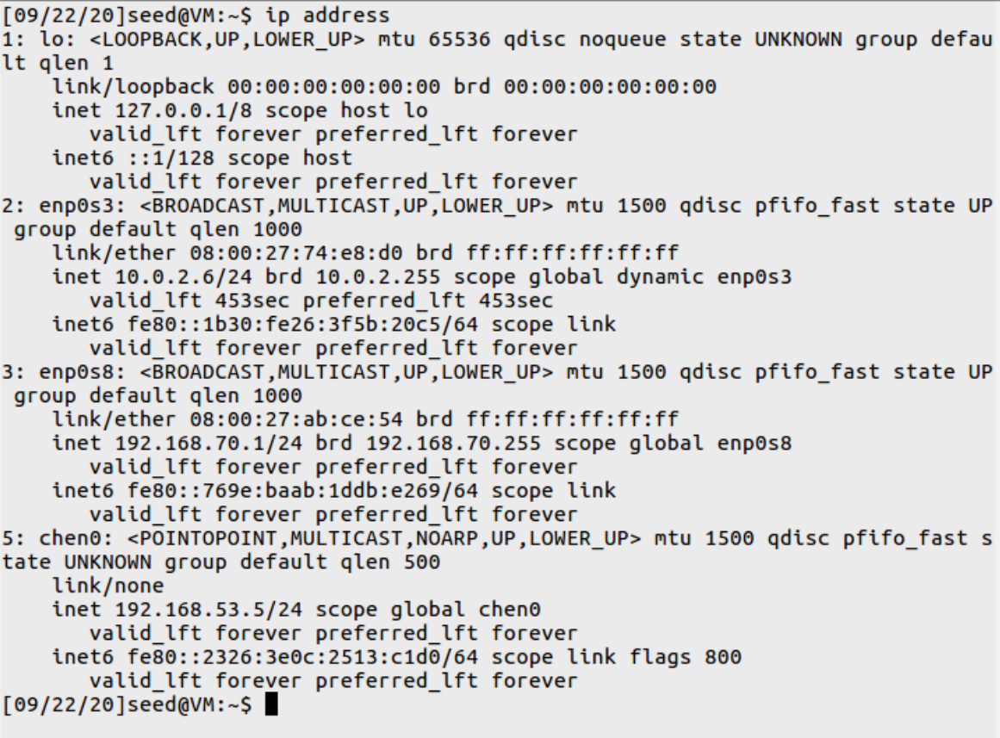 [09/22/20]seed@VM:~$ ip address
1: lo: <LOOPBACK,UP,LOWER_UP> mtu 65536 qdisc noqueue state UNKNOWN group defau
lt qlen 1
    link/loopback 00:00:00:00:00:00 brd 00:00:00:00:00:00
    inet 127.0.0.1/8 scope host lo
       valid_lft forever preferred_lft forever
    inet6 ::1/128 scope host
       valid_lft forever preferred_lft forever
2: enp0s3: <BROADCAST,MULTICAST,UP,LOWER_UP> mtu 1500 qdisc pfifo_fast state UP
 group default qlen 1000
    link/ether 08:00:27:74:e8:d0 brd ff:ff:ff:ff:ff:ff
    inet 10.0.2.6/24 brd 10.0.2.255 scope global dynamic enp0s3
       valid_lft 453sec preferred_lft 453sec
    inet6 fe80::1b30:fe26:3f5b:20c5/64 scope link
       valid_lft forever preferred_lft forever
3: enp0s8: <BROADCAST,MULTICAST,UP,LOWER_UP> mtu 1500 qdisc pfifo_fast state UP
 group default qlen 1000
    link/ether 08:00:27:ab:ce:54 brd ff:ff:ff:ff:ff:ff
    inet 192.168.70.1/24 brd 192.168.70.255 scope global enp0s8
       valid_lft forever preferred_lft forever
    inet6 fe80::769e:baab:1ddb:e269/64 scope link
       valid_lft forever preferred_lft forever
5: chen0: <POINTOPOINT,MULTICAST,NOARP,UP,LOWER_UP> mtu 1500 qdisc pfifo_fast s
tate UNKNOWN group default qlen 500
    link/none
    inet 192.168.53.5/24 scope global chen0
       valid_lft forever preferred_lft forever
    inet6 fe80::2326:3e0c:2513:c1d0/64 scope link flags 800
       valid_lft forever preferred_lft forever
[09/22/20]seed@VM:~$